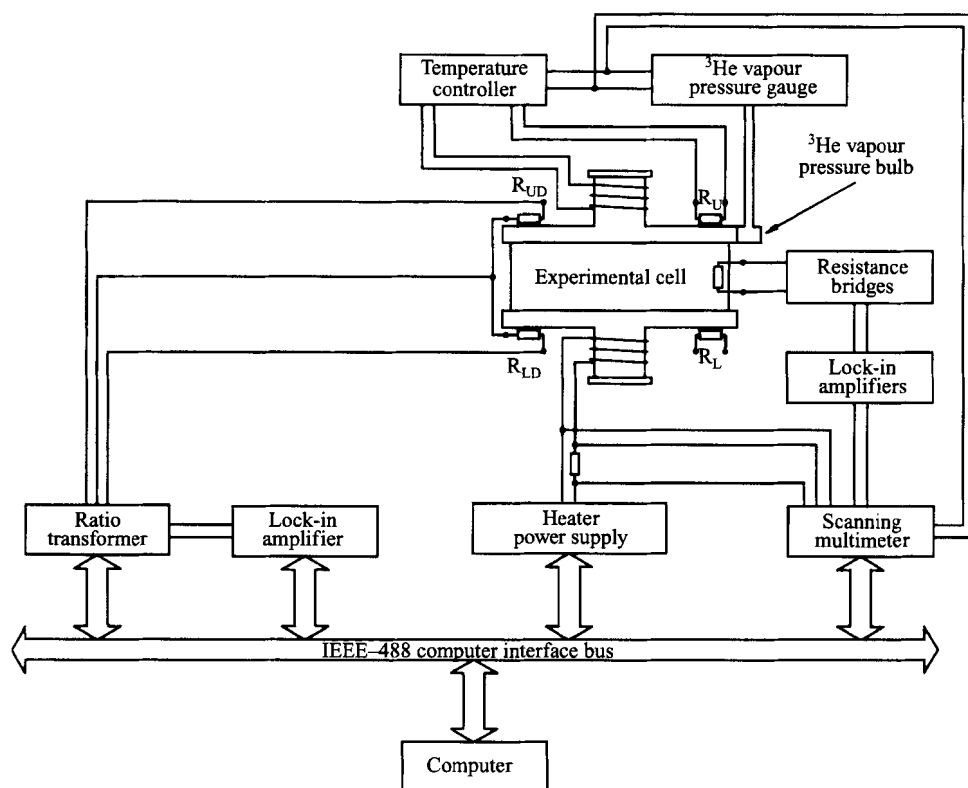 Temperature
controller
³He vapour
pressure gauge
³He vapour
pressure bulb
R_UD
R_U
Experimental cell
Resistance
bridges
R_LD
R_L
Lock-in
amplifiers
Ratio
transformer
Lock-in
amplifier
Heater
power supply
Scanning
multimeter
IEEE–488 computer interface bus
Computer